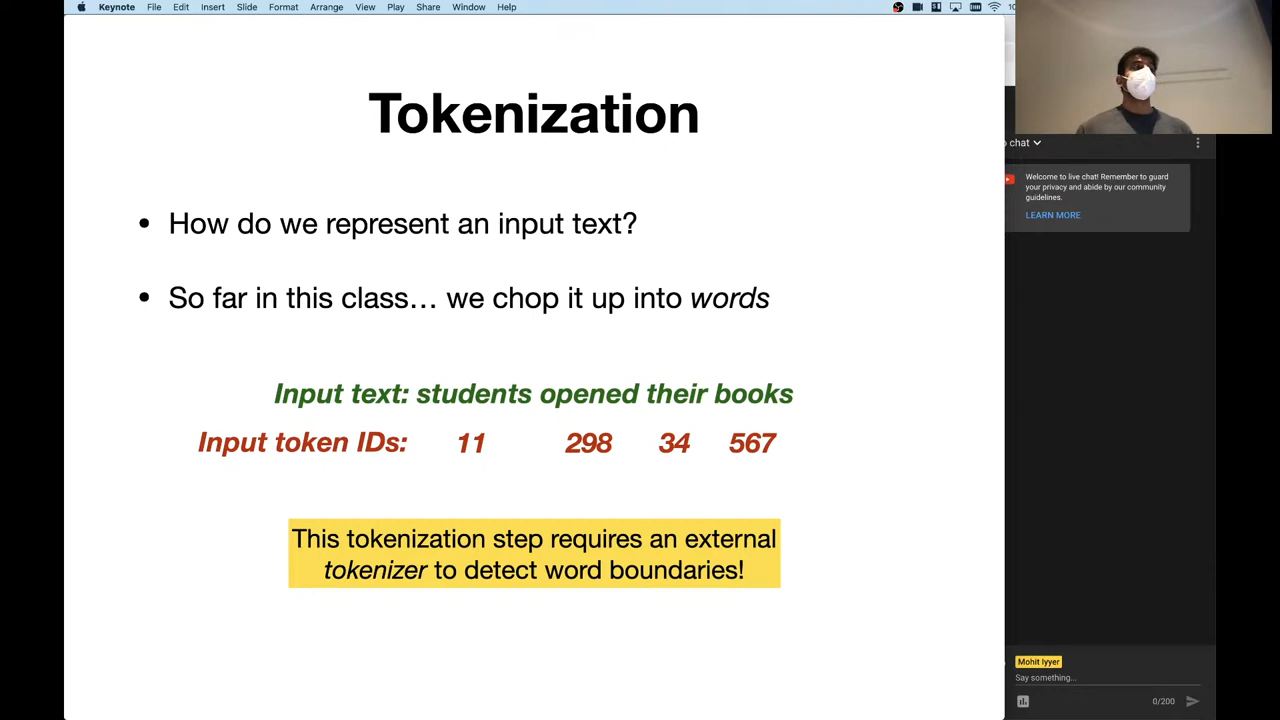 Keynote File Edit Insert Slide Format Arrange View Play Share Window Help
Tokenization
• How do we represent an input text?
• So far in this class… we chop it up into words
Input text: students opened their books
Input token IDs: 11 298 34 567
This tokenization step requires an external
tokenizer to detect word boundaries!
chat
Welcome to live chat! Remember to guard
your privacy and abide by our community
guidelines.
LEARN MORE
Mohit Iyyer
Say something...
0/200